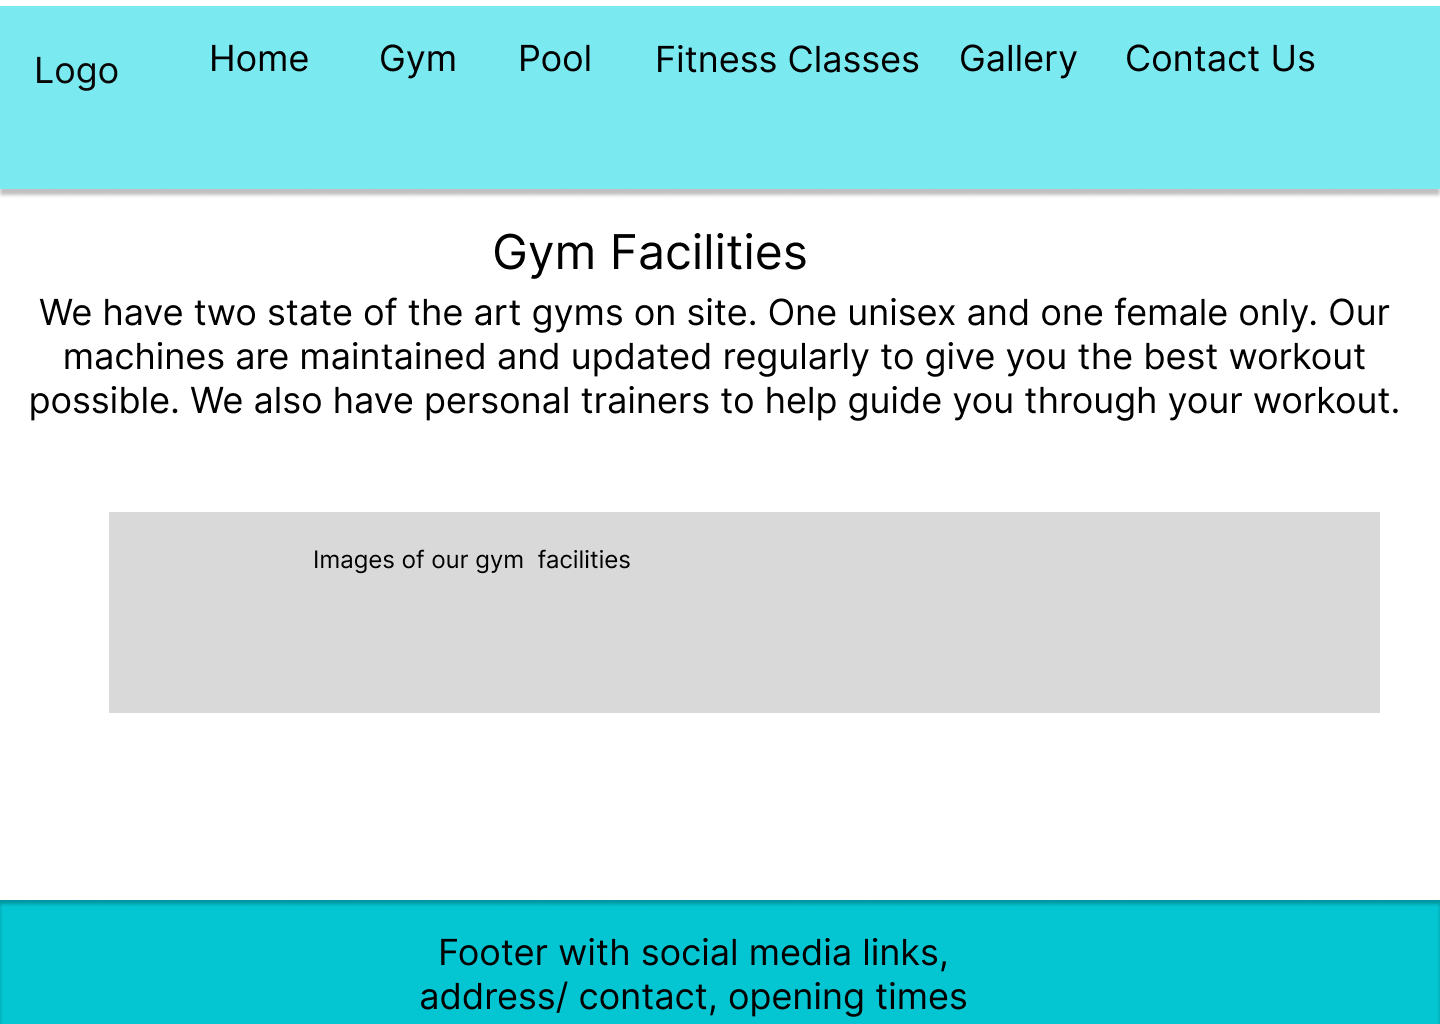 Logo
Home Gym Pool Fitness Classes Gallery Contact Us
Gym Facilities
We have two state of the art gyms on site. One unisex and one female only. Our
machines are maintained and updated regularly to give you the best workout
possible. We also have personal trainers to help guide you through your workout.
Images of our gym  facilities
Footer with social media links,
address/ contact, opening times